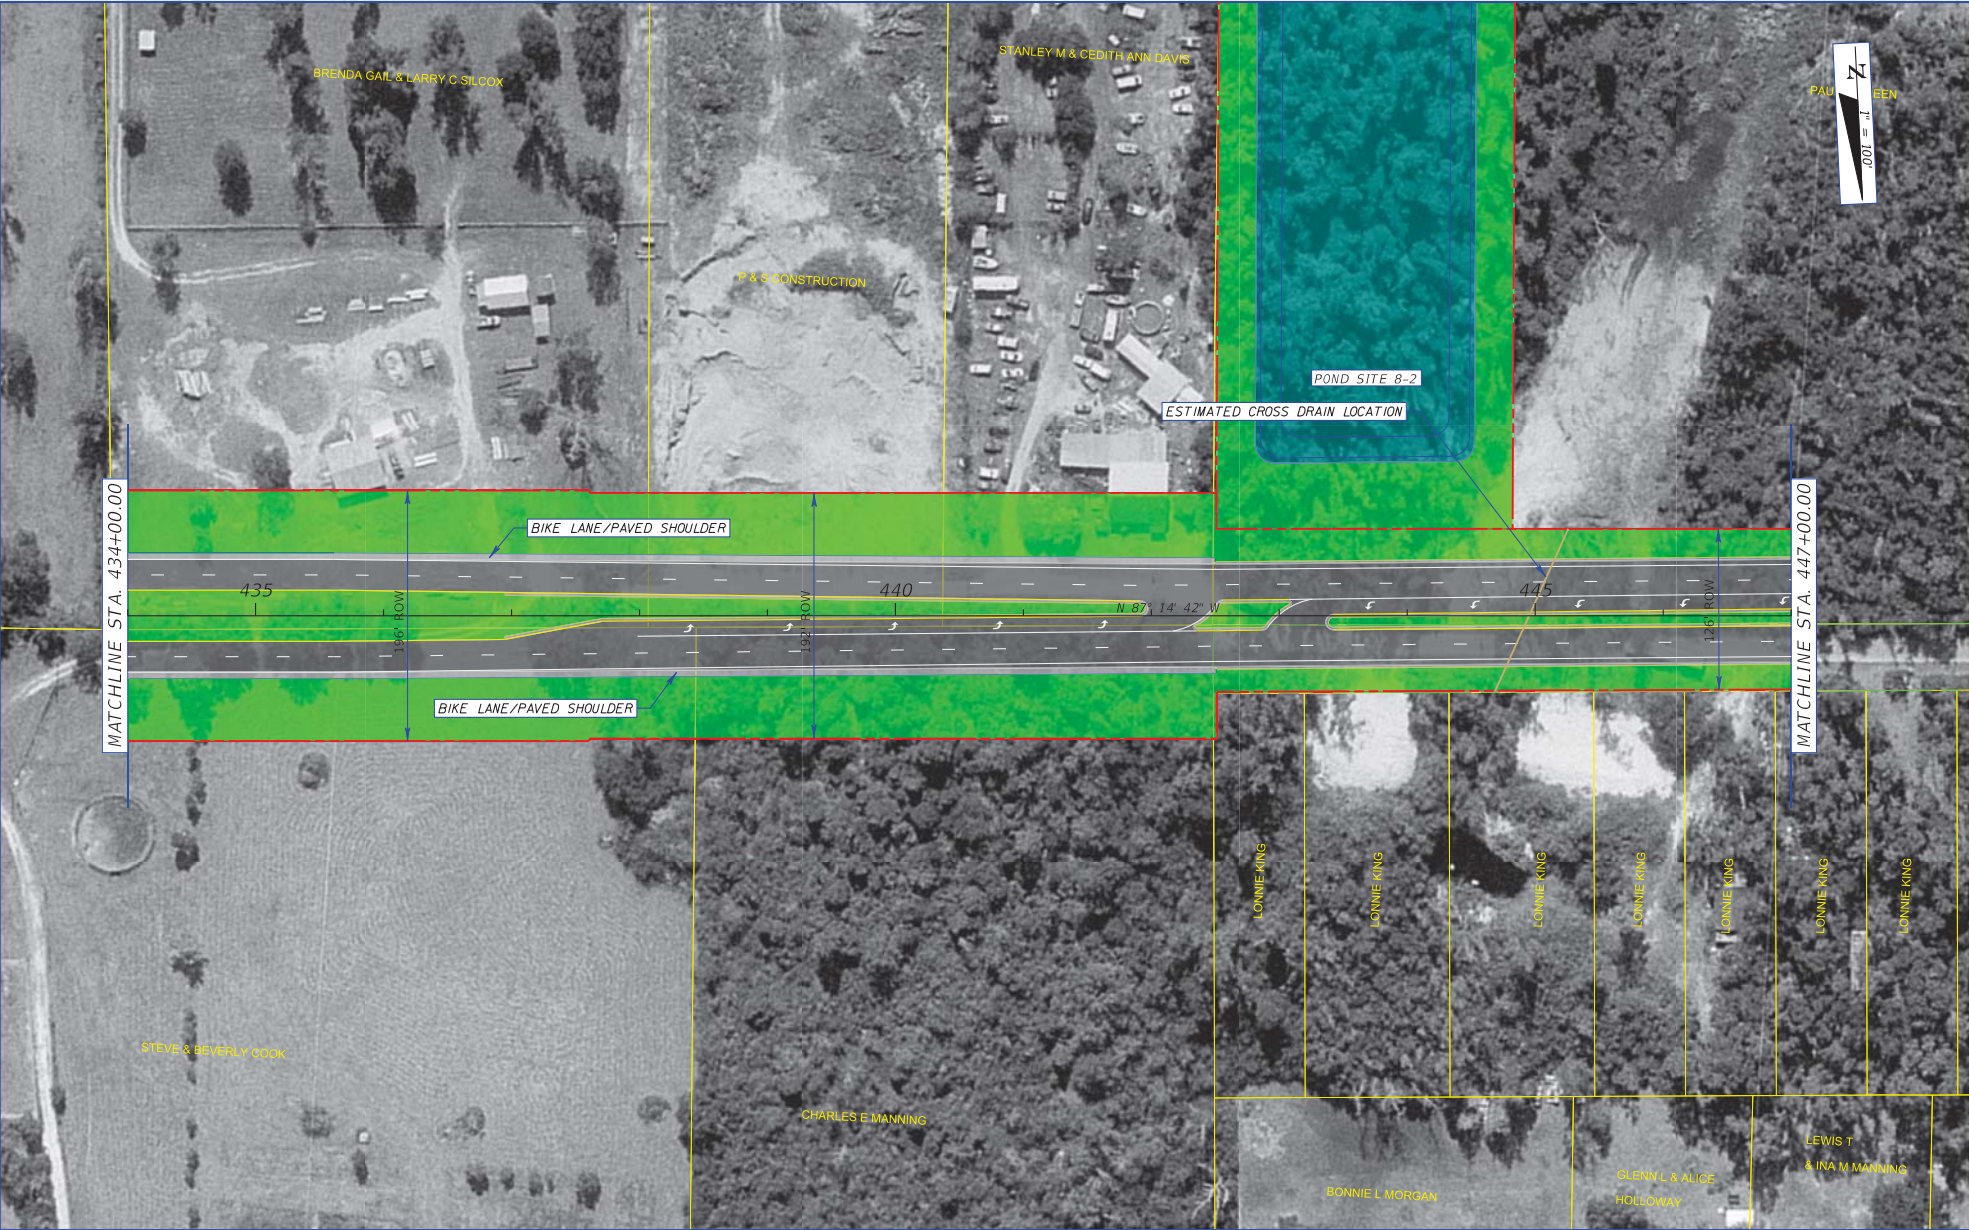 BRENDA GAIL & LARRY C SILCOX
STANLEY M & CEDITH ANN DAVIS
N
1" = 100'
P & S CONSTRUCTION
POND SITE 8-2
ESTIMATED CROSS DRAIN LOCATION
MATCHLINE STA. 434+00.00
BIKE LANE/PAVED SHOULDER
435
440
445
N 87° 14' 42" W
196' ROW
192' ROW
126' ROW
MATCHLINE STA. 447+00.00
BIKE LANE/PAVED SHOULDER
LONNIE KING
LONNIE KING
LONNIE KING
LONNIE KING
LONNIE KING
LONNIE KING
LONNIE KING
STEVE & BEVERLY COOK
CHARLES E MANNING
BONNIE L MORGAN
GLENN L & ALICE
HOLLOWAY
LEWIS T
& INA M MANNING